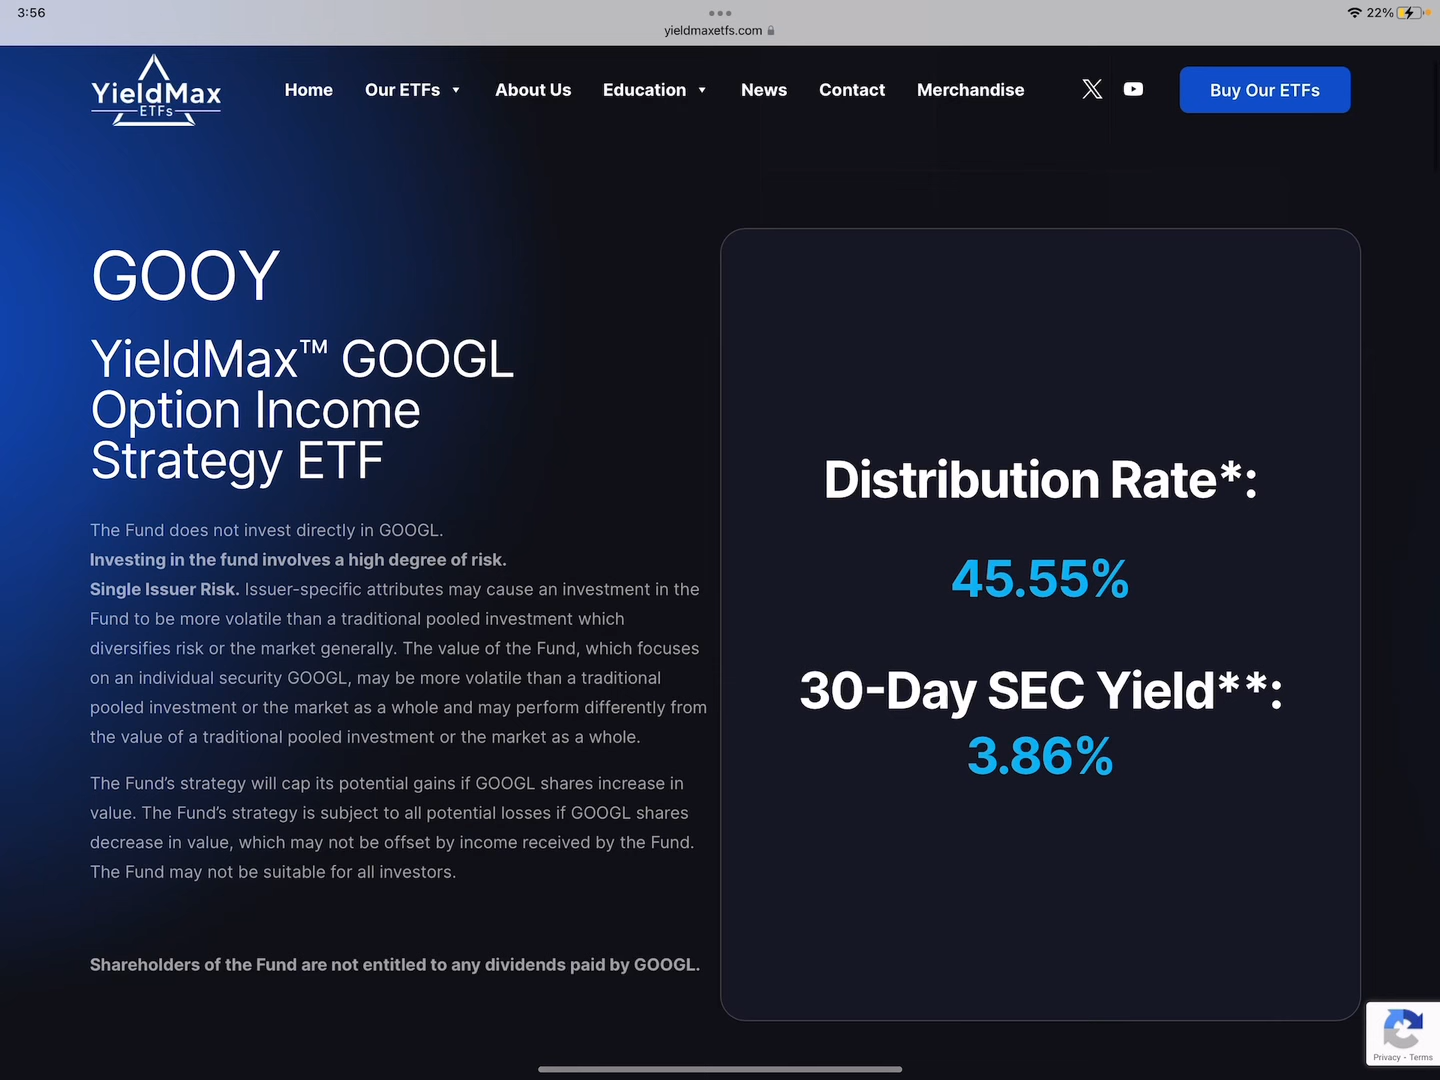 3:56
22%
yieldmaxetfs.com
YieldMax
ETFs
Home
Our ETFs
About Us
Education
News
Contact
Merchandise
Buy Our ETFs
GOOY
YieldMax™ GOOGL
Option Income
Strategy ETF
The Fund does not invest directly in GOOGL.
Investing in the fund involves a high degree of risk.
Single Issuer Risk. Issuer-specific attributes may cause an investment in the
Fund to be more volatile than a traditional pooled investment which
diversifies risk or the market generally. The value of the Fund, which focuses
on an individual security GOOGL, may be more volatile than a traditional
pooled investment or the market as a whole and may perform differently from
the value of a traditional pooled investment or the market as a whole.
The Fund’s strategy will cap its potential gains if GOOGL shares increase in
value. The Fund’s strategy is subject to all potential losses if GOOGL shares
decrease in value, which may not be offset by income received by the Fund.
The Fund may not be suitable for all investors.
Shareholders of the Fund are not entitled to any dividends paid by GOOGL.
Distribution Rate*:
45.55%
30-Day SEC Yield**:
3.86%
Privacy - Terms